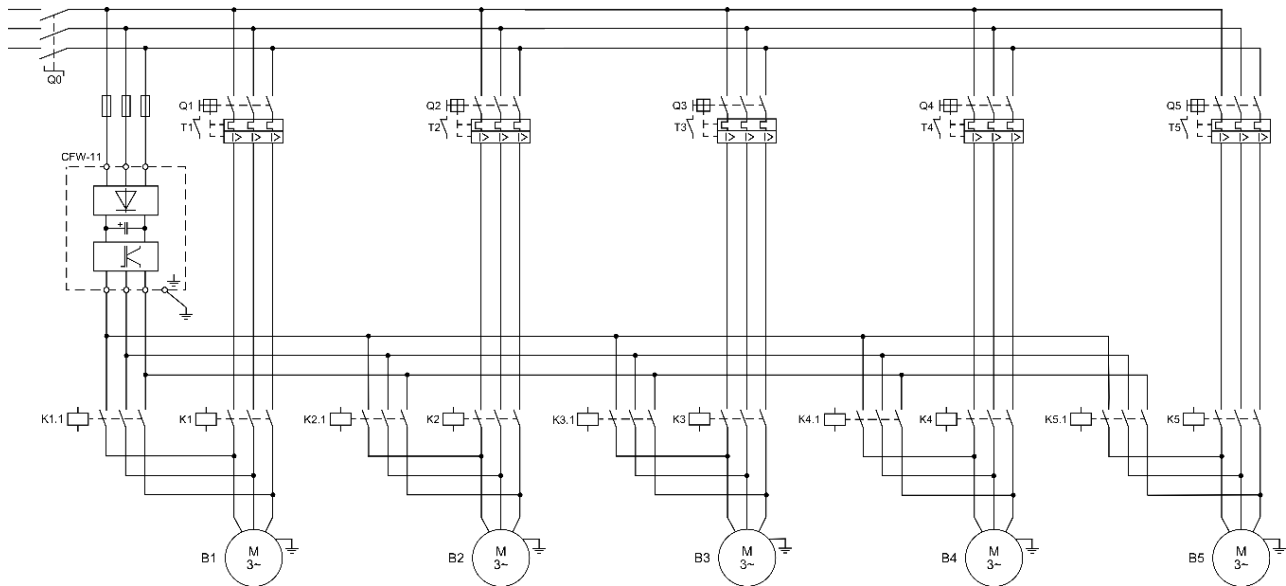 Q0
Q1 Q2 Q3 Q4 Q5
T1 T2 T3 T4 T5
CFW-11
+
K1.1 K1 K2.1 K2 K3.1 K3 K4.1 K4 K5.1 K5
B1 M B2 M B3 M B4 M B5 M
3~ 3~ 3~ 3~ 3~